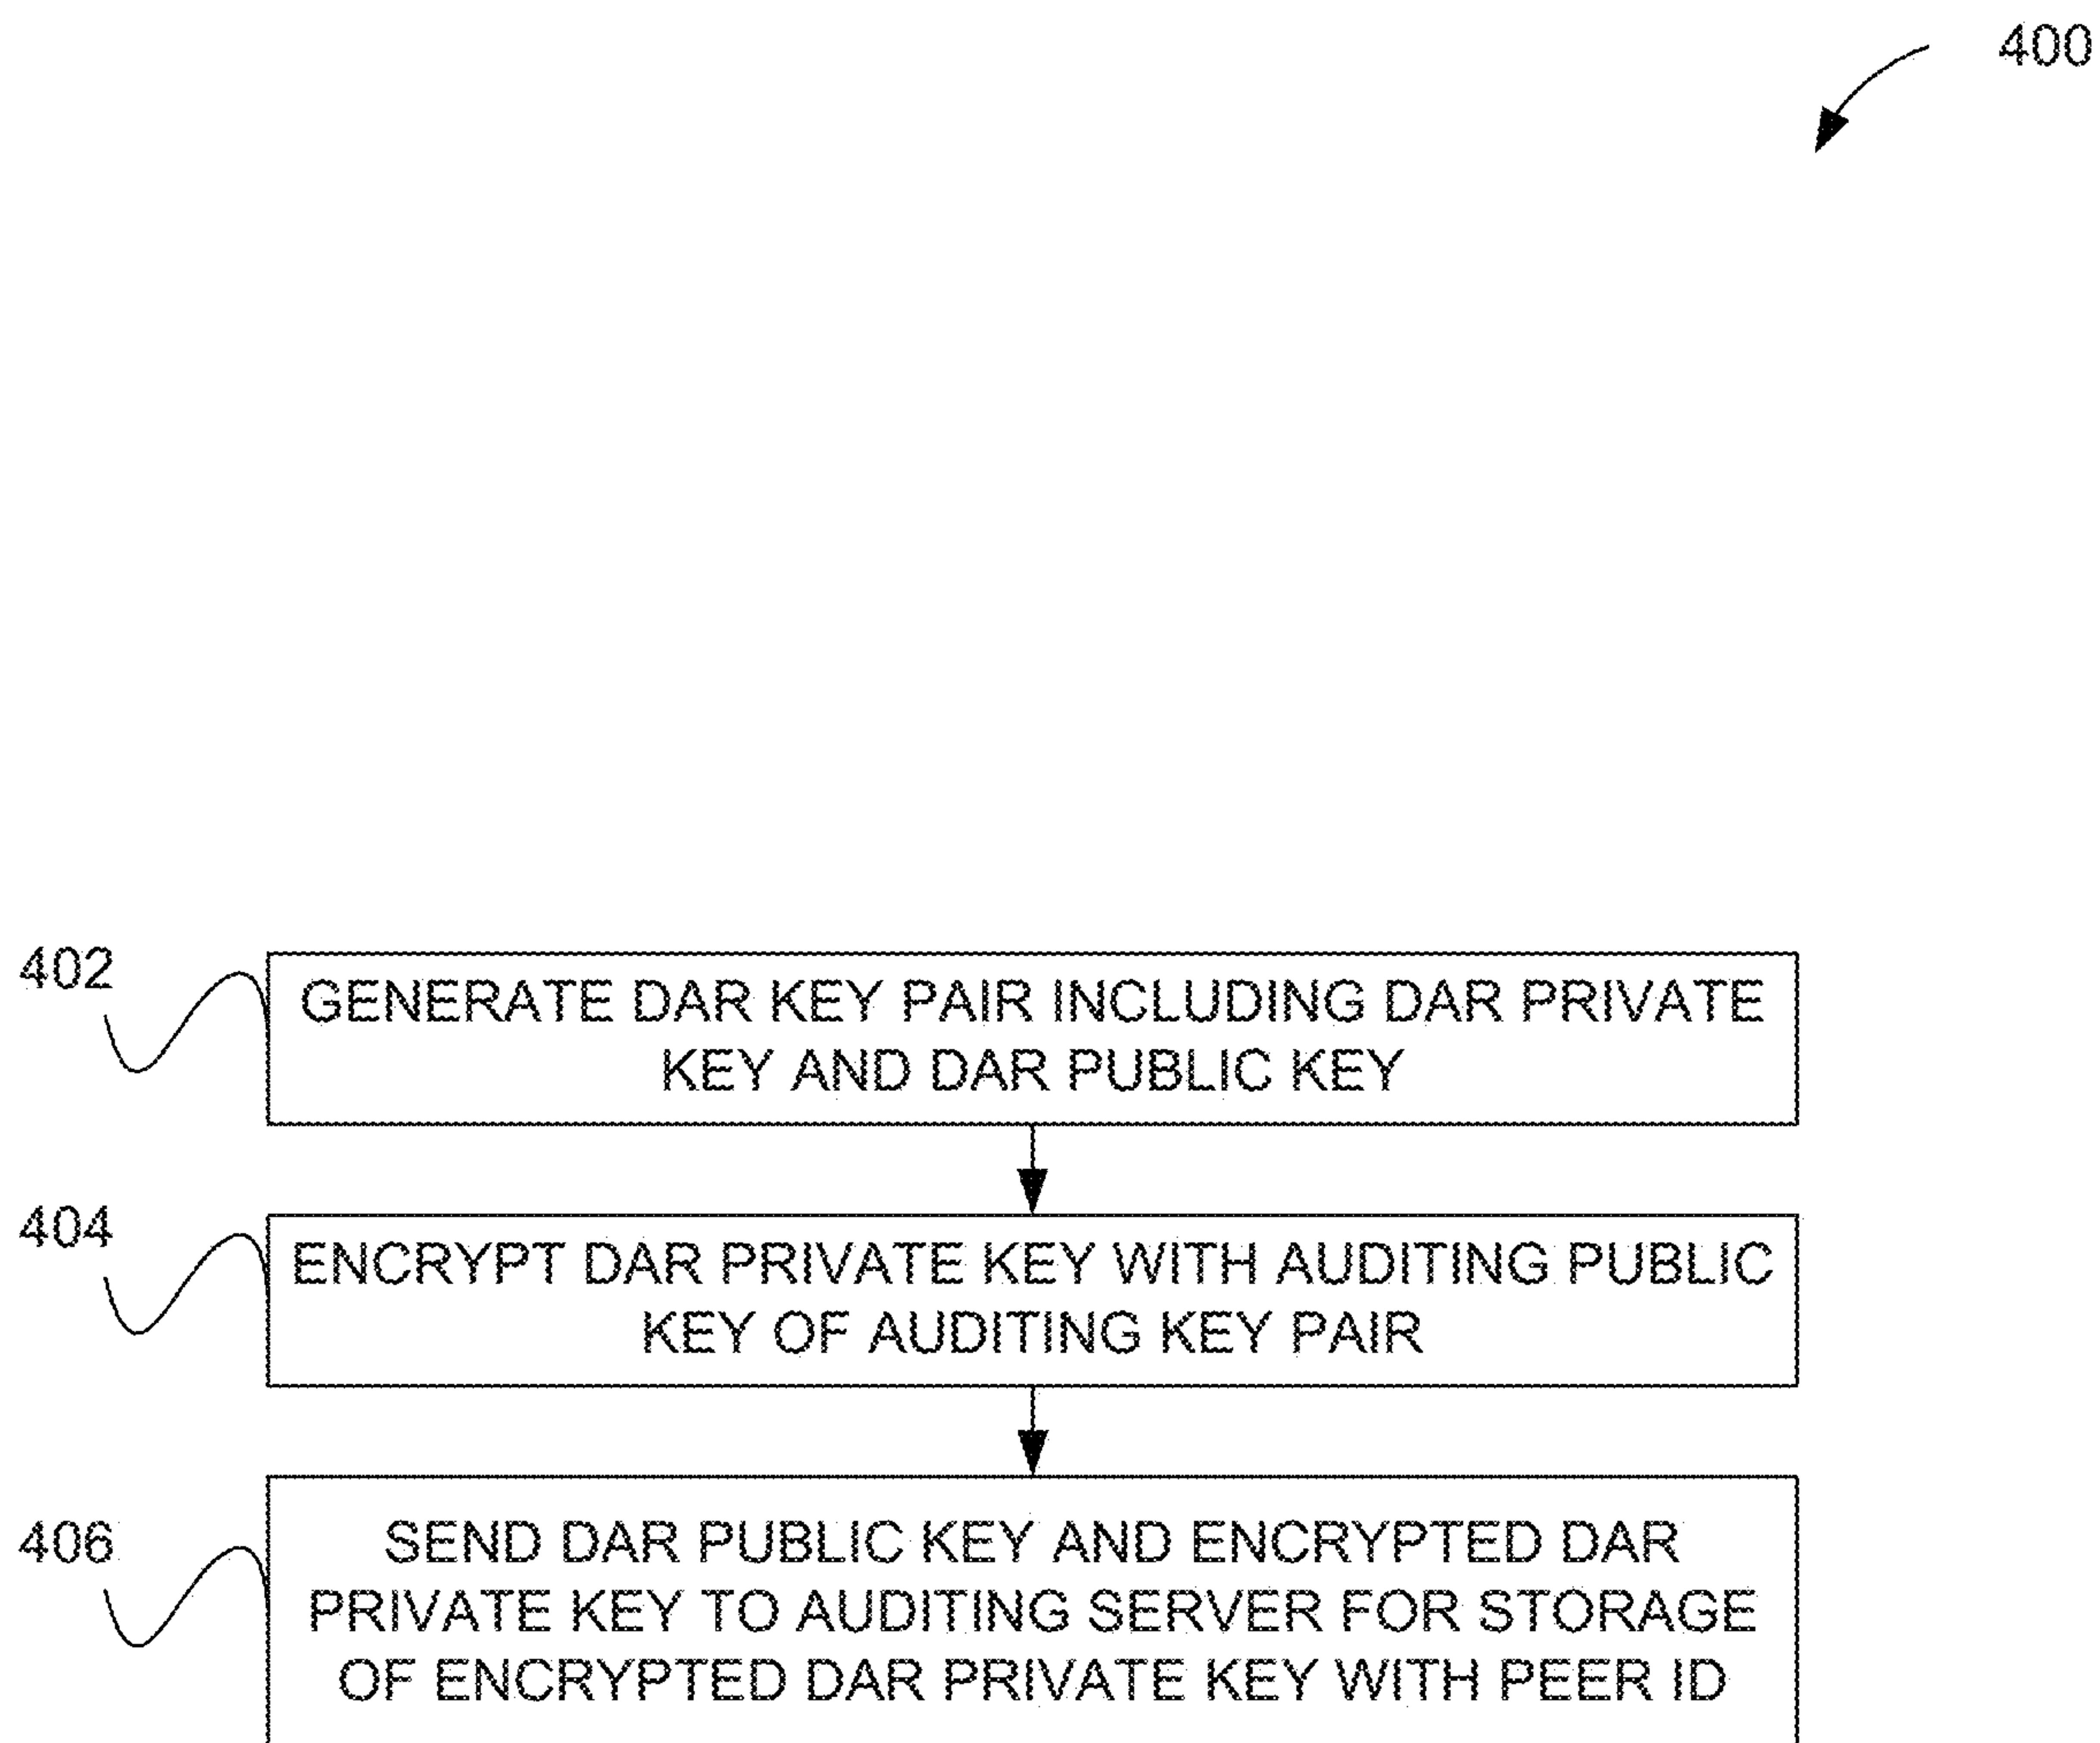 400
402
GENERATE DAR KEY PAIR INCLUDING DAR PRIVATE
KEY AND DAR PUBLIC KEY
404
ENCRYPT DAR PRIVATE KEY WITH AUDITING PUBLIC
KEY OF AUDITING KEY PAIR
406
SEND DAR PUBLIC KEY AND ENCRYPTED DAR
PRIVATE KEY TO AUDITING SERVER FOR STORAGE
OF ENCRYPTED DAR PRIVATE KEY WITH PEER ID